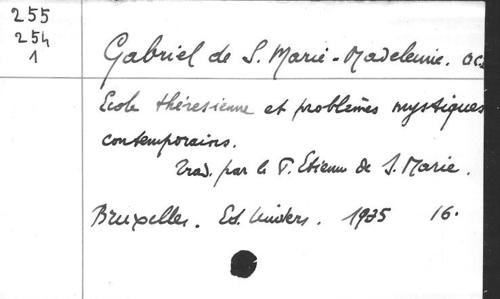 255
254
1
Gabriel de S. Marie-Madeleine. OC
Ecole thérésienne et problèmes mystiques
contemporains.
Trad. par le P. Etienne de S. Marie.
Bruxelles. Ed. Univers. 1935 16.